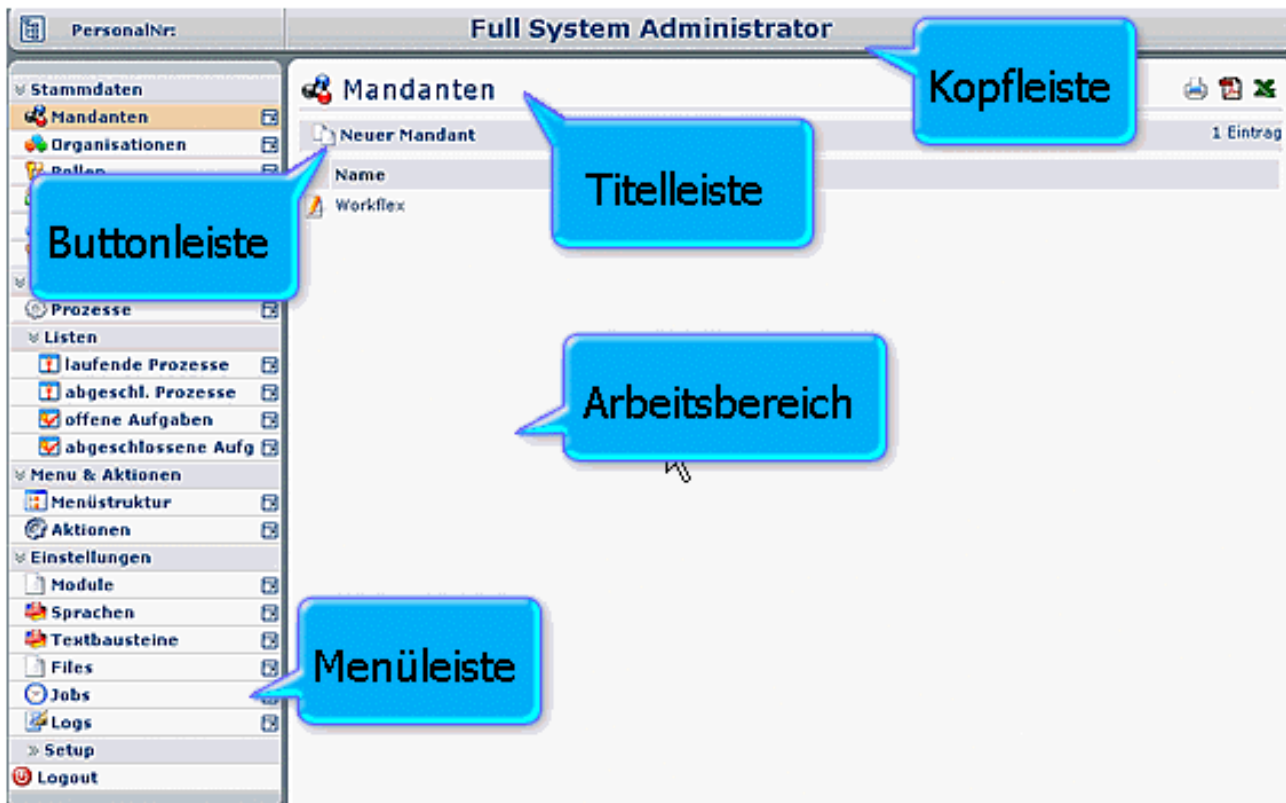 PersonalNr:
Full System Administrator
Kopfleiste
Stammdaten
Mandanten
Organisationen
Rollen
Buttonleiste
Prozesse
Listen
laufende Prozesse
abgeschl. Prozesse
offene Aufgaben
abgeschlossene Aufg
Menu & Aktionen
Menüstruktur
Aktionen
Einstellungen
Module
Sprachen
Textbausteine
Files
Jobs
Logs
Setup
Logout
Menüleiste
Mandanten
Titelleiste
Neuer Mandant
1 Eintrag
Name
Workflex
Arbeitsbereich